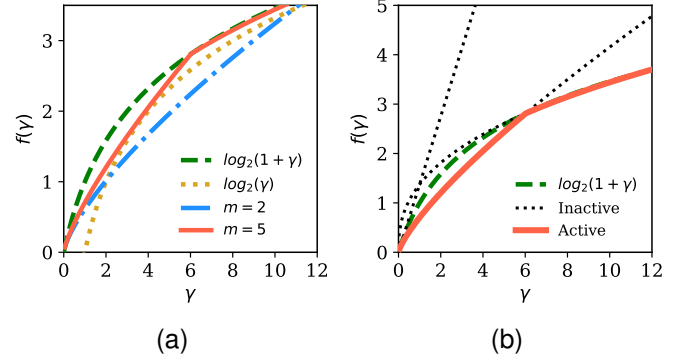 3
2
1
0
f(γ)
log₂(1 + γ)
log₂(γ)
m = 2
m = 5
0 2 4 6 8 10 12
γ
(a)
5
4
3
2
1
0
f(γ)
log₂(1 + γ)
Inactive
Active
0 2 4 6 8 10 12
γ
(b)